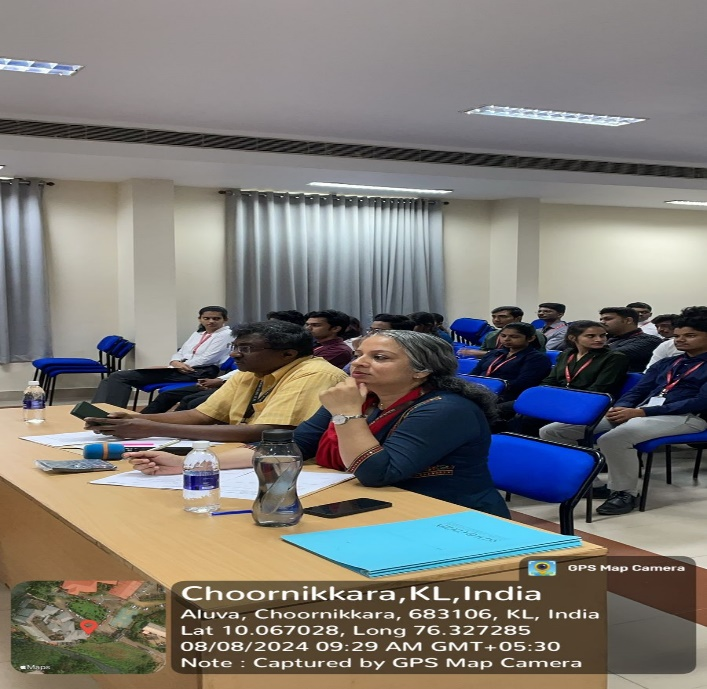 GPS Map Camera
Choornikkara,KL,India
Aluva, Choornikkara, 683106, KL, India
Lat 10.067028, Long 76.327285
08/08/2024 09:29 AM GMT+05:30
Note : Captured by GPS Map Camera
Maps